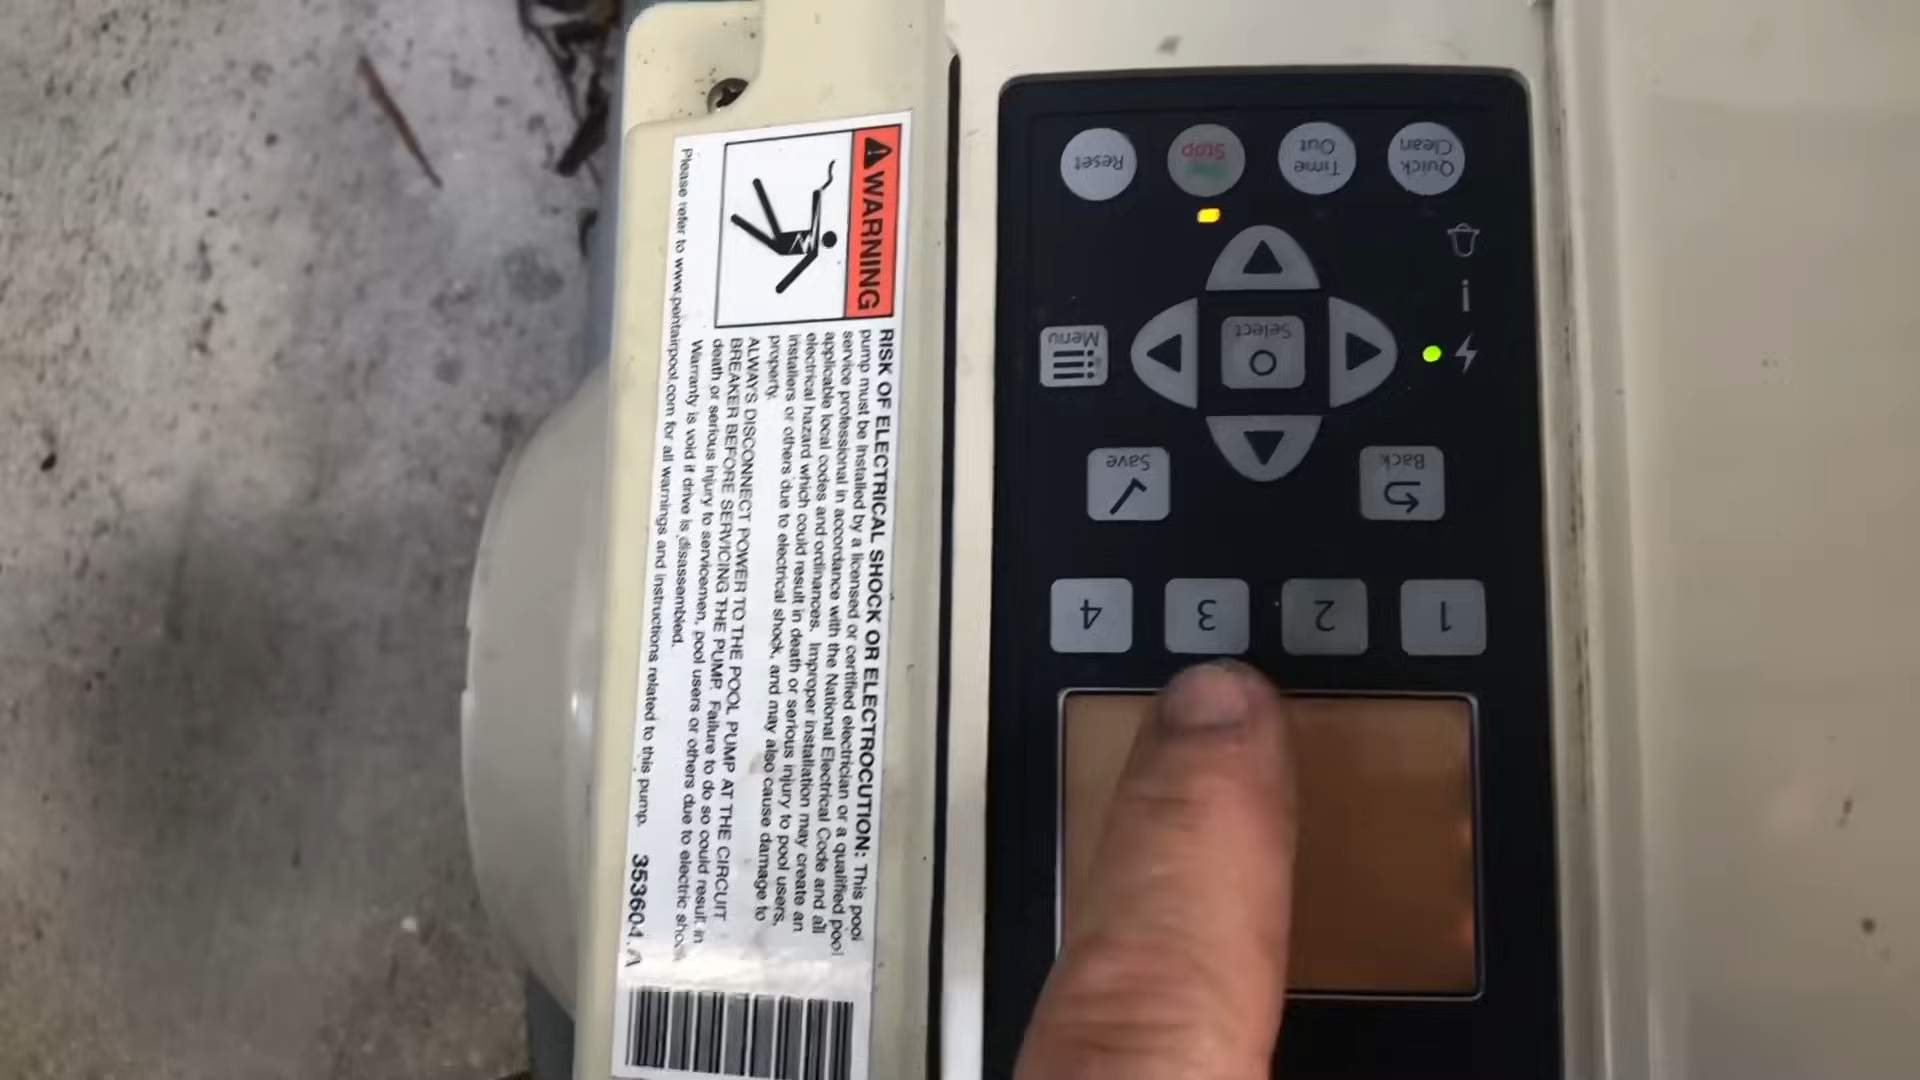 ⚠WARNING
RISK OF ELECTRICAL SHOCK OR ELECTROCUTION: This pool
pump must be installed by a licensed or certified electrician or a qualified pool
service professional in accordance with the National Electrical Code and all
applicable local codes and ordinances. Improper installation may create an
electrical hazard which could result in death or serious injury to pool users,
installers or others due to electrical shock, and may also cause damage to
property.
ALWAYS DISCONNECT POWER TO THE POOL PUMP AT THE CIRCUIT
BREAKER BEFORE SERVICING THE PUMP. Failure to do so could result in
death or serious injury to servicemen, pool users or others due to electric shock
Warranty is void if drive is disassembled.
Please refer to www.pentairpool.com for all warnings and instructions related to this pump.
353604.A
1 2 3 4
Back
Save
Select
Menu
Quick
Clean
Time
Out
Stop
Reset